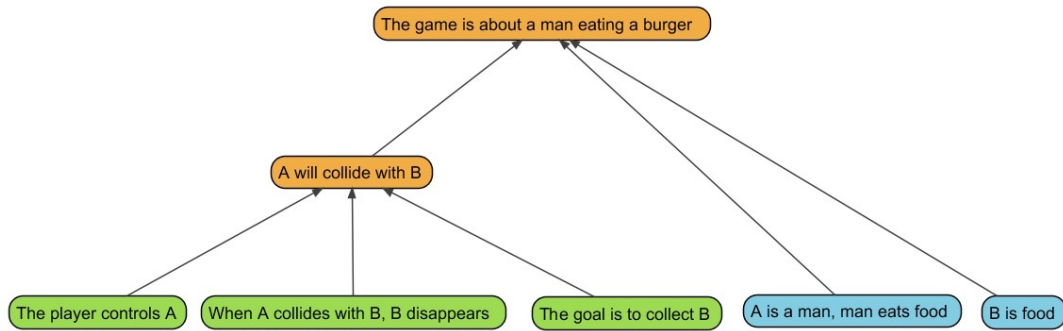 The game is about a man eating a burger
A will collide with B
The player controls A
When A collides with B, B disappears
The goal is to collect B
A is a man, man eats food
B is food